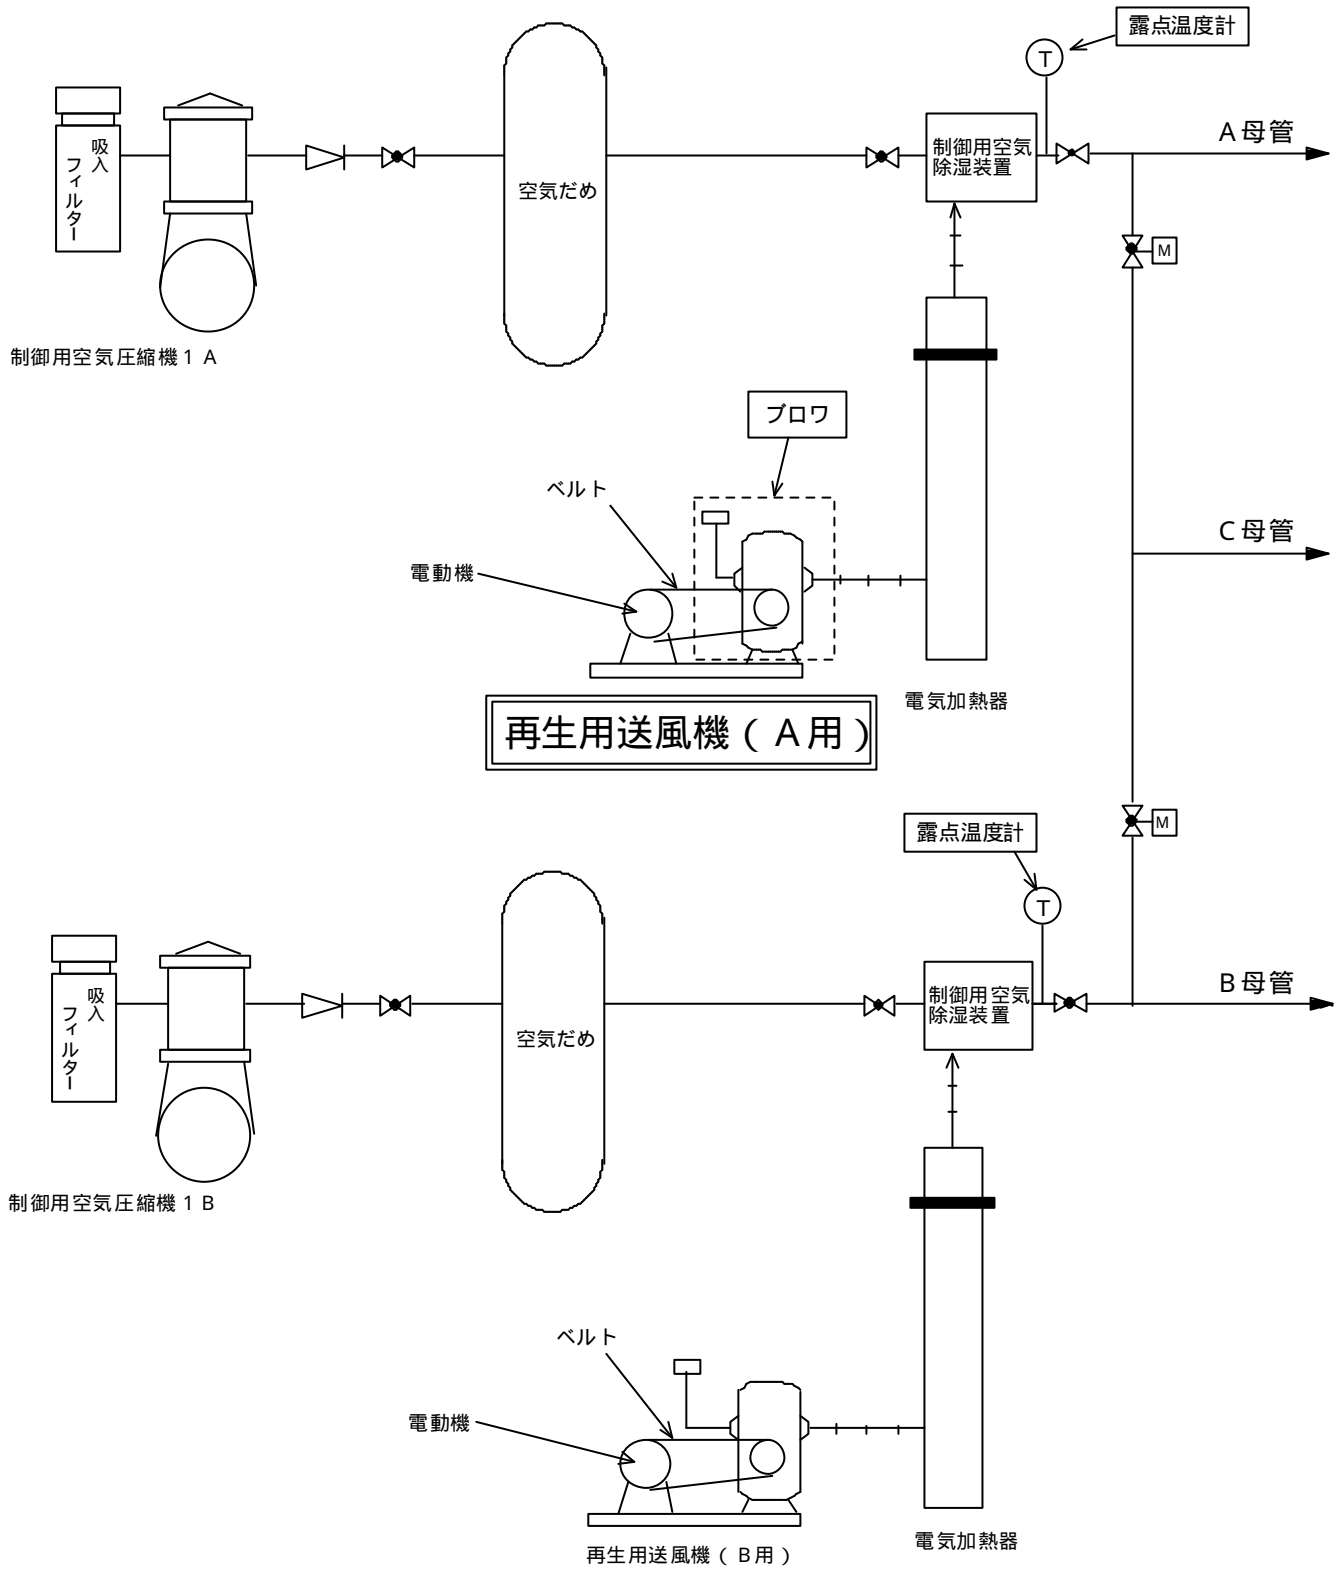 露点温度計
T
A母管
吸入
フィルター
制御用空気
除湿装置
空気だめ
M
制御用空気圧縮機1A
ブロワ
ベルト
C母管
電動機
電気加熱器
再生用送風機(A用)
M
露点温度計
T
B母管
吸入
フィルター
制御用空気
除湿装置
空気だめ
制御用空気圧縮機1B
ベルト
電動機
電気加熱器
再生用送風機(B用)